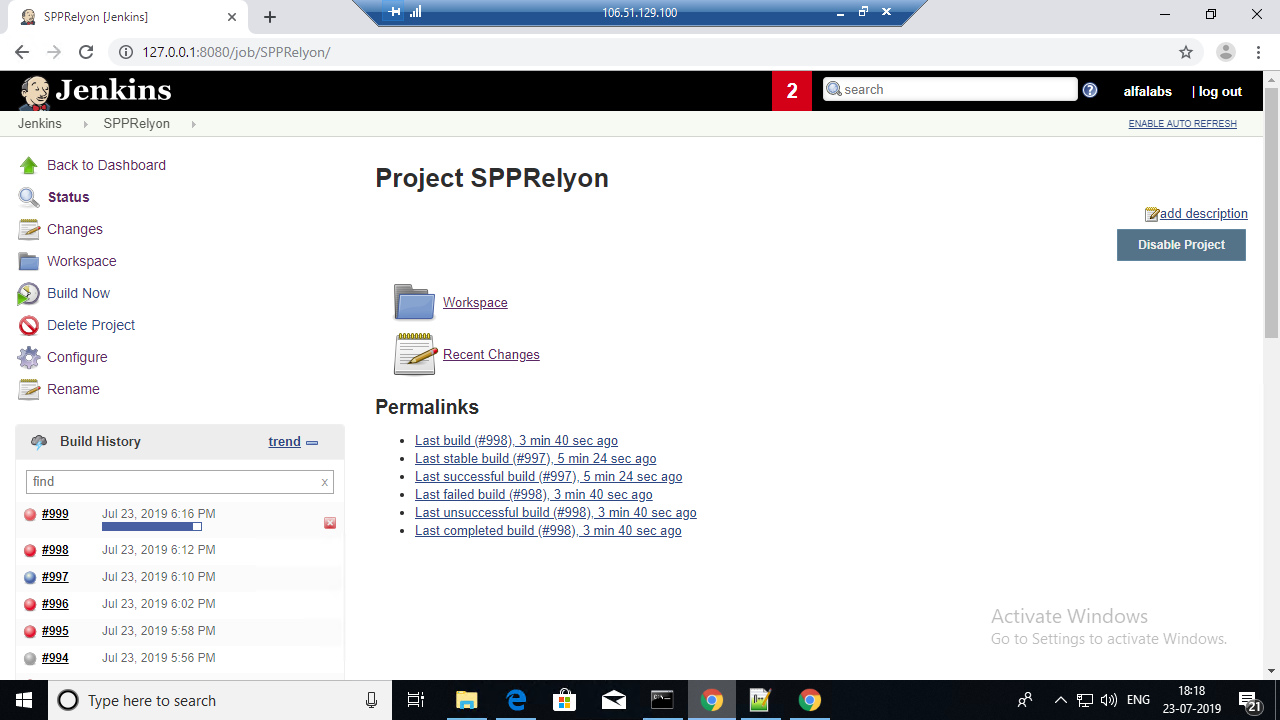 SPPRelyon [Jenkins]
106.51.129.100
127.0.0.1:8080/job/SPPRelyon/
Jenkins
2
search
alfalabs
| log out
Jenkins
SPPRelyon
ENABLE AUTO REFRESH
Back to Dashboard
Status
Changes
Workspace
Build Now
Delete Project
Configure
Rename
Project SPPRelyon
add description
Disable Project
Workspace
Recent Changes
Permalinks
Last build (#998), 3 min 40 sec ago
Last stable build (#997), 5 min 24 sec ago
Last successful build (#997), 5 min 24 sec ago
Last failed build (#998), 3 min 40 sec ago
Last unsuccessful build (#998), 3 min 40 sec ago
Last completed build (#998), 3 min 40 sec ago
Build History
trend
find
x
#999 Jul 23, 2019 6:16 PM
#998 Jul 23, 2019 6:12 PM
#997 Jul 23, 2019 6:10 PM
#996 Jul 23, 2019 6:02 PM
#995 Jul 23, 2019 5:58 PM
#994 Jul 23, 2019 5:56 PM
Activate Windows
Go to Settings to activate Windows.
Type here to search
ENG
18:18
23-07-2019
21